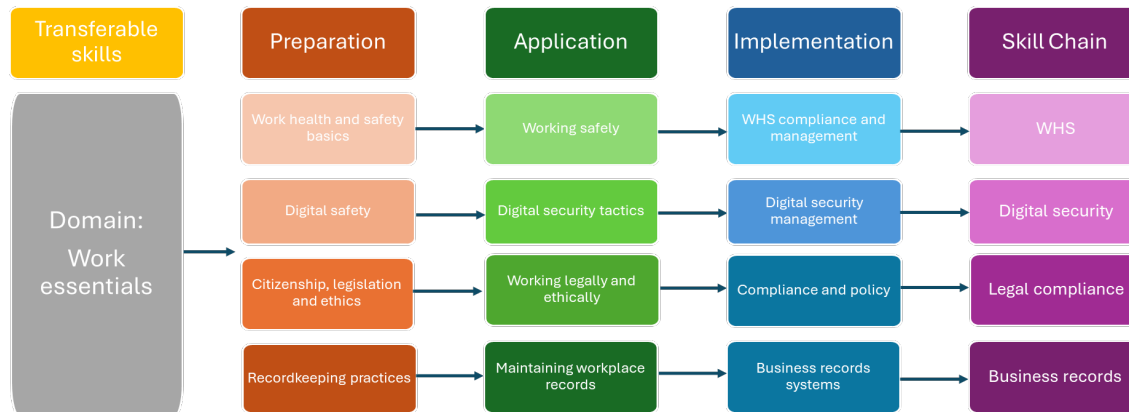 Transferable
skills
Preparation
Application
Implementation
Skill Chain
Domain:
Work
essentials
Work health and safety
basics
Working safely
WHS compliance and
management
WHS
Digital safety
Digital security tactics
Digital security
management
Digital security
Citizenship, legislation
and ethics
Working legally and
ethically
Compliance and policy
Legal compliance
Recordkeeping practices
Maintaining workplace
records
Business records
systems
Business records